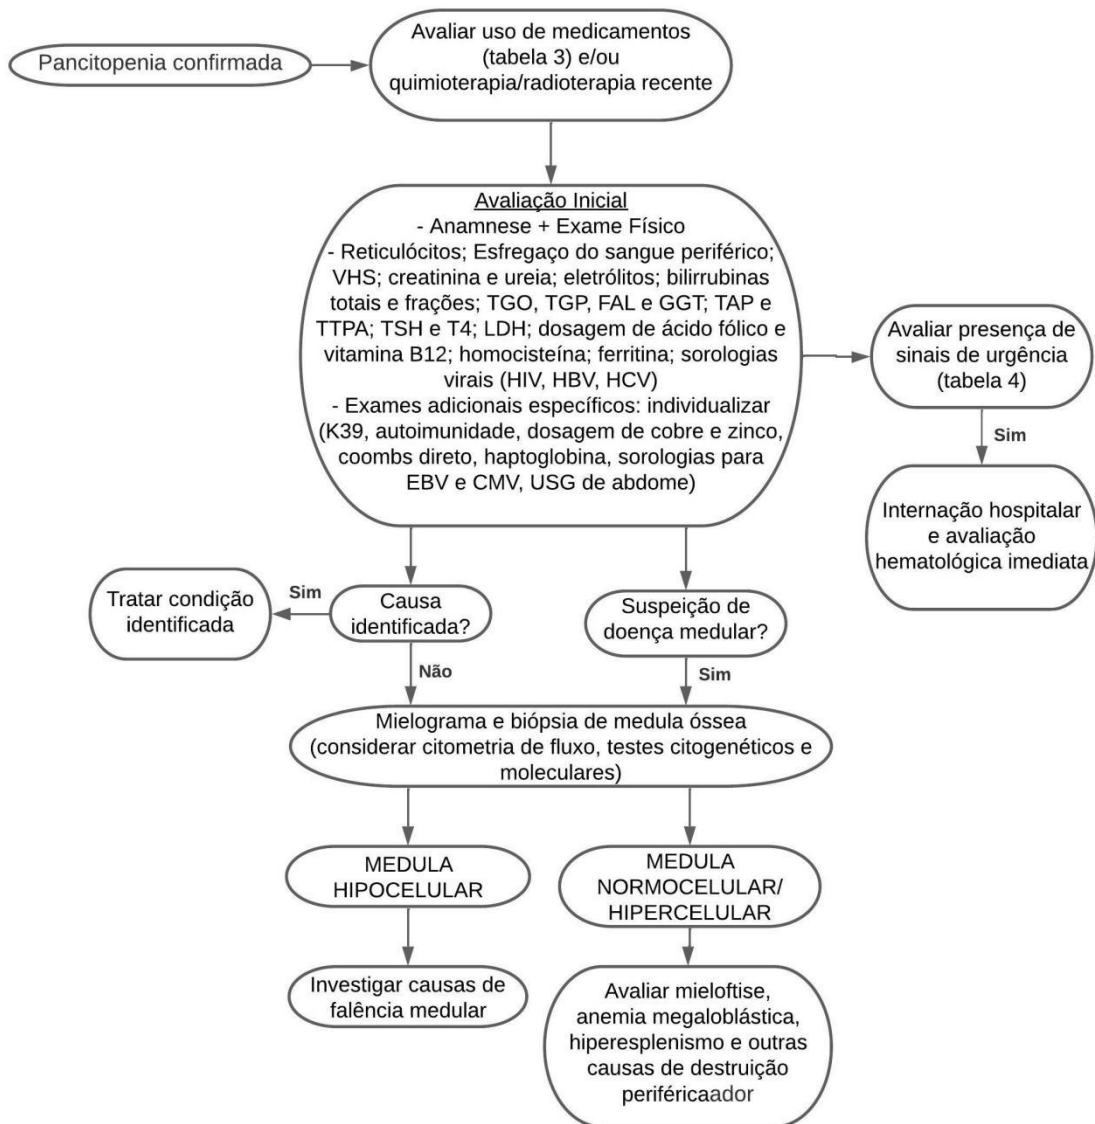 Pancitopenia confirmada
Avaliar uso de medicamentos
(tabela 3) e/ou
quimioterapia/radioterapia recente
Avaliação Inicial
- Anamnese + Exame Físico
- Reticulócitos; Esfregaço do sangue periférico;
VHS; creatinina e ureia; eletrólitos; bilirrubinas
totais e frações; TGO, TGP, FAL e GGT; TAP e
TTPA; TSH e T4; LDH; dosagem de ácido fólico e
vitamina B12; homocisteína; ferritina; sorologias
virais (HIV, HBV, HCV)
- Exames adicionais específicos: individualizar
(K39, autoimunidade, dosagem de cobre e zinco,
coombs direto, haptoglobina, sorologias para
EBV e CMV, USG de abdome)
Avaliar presença de
sinais de urgência
(tabela 4)
Sim
Internação hospitalar
e avaliação
hematológica imediata
Causa
identificada?
Sim
Tratar condição
identificada
Suspeição de
doença medular?
Não
Sim
Mielograma e biópsia de medula óssea
(considerar citometria de fluxo, testes citogenéticos e
moleculares)
MEDULA
HIPOCELULAR
MEDULA
NORMOCELULAR/
HIPERCELULAR
Investigar causas de
falência medular
Avaliar mieloftise,
anemia megaloblástica,
hiperesplenismo e outras
causas de destruição
periféricaador